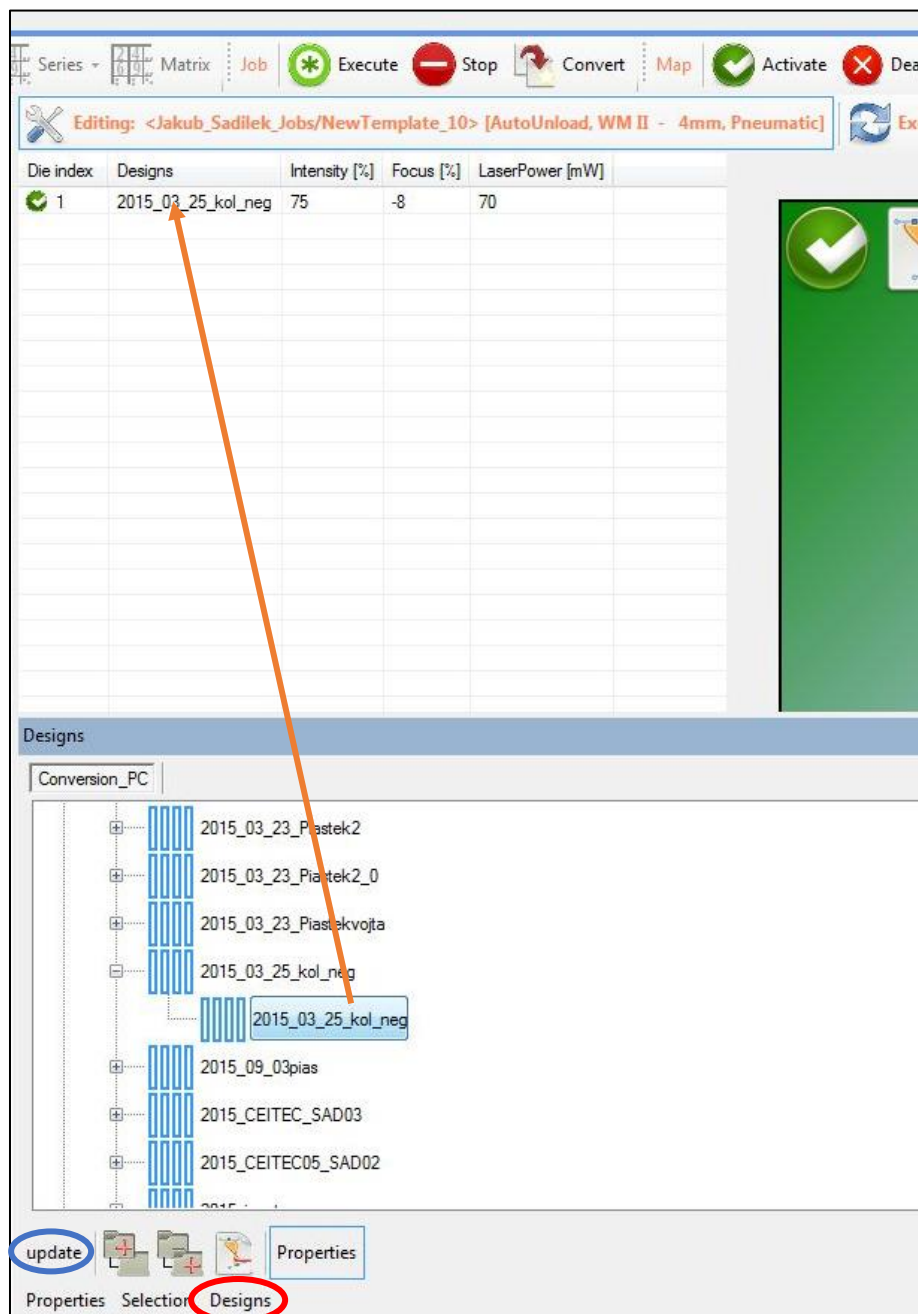 Series Matrix Job Execute Stop Convert Map Activate Dea
Editing: <Jakub_Sadilek_Jobs/NewTemplate_10> [AutoUnload, WM II - 4mm, Pneumatic] Ex
Die index Designs Intensity [%] Focus [%] LaserPower [mW]
1 2015_03_25_kol_neg 75 -8 70
Designs
Conversion_PC
2015_03_23_Piastek2
2015_03_23_Piastek2_0
2015_03_23_Piastekvojta
2015_03_25_kol_neg
2015_03_25_kol_neg
2015_09_03pias
2015_CEITEC_SAD03
2015_CEITEC05_SAD02
update Properties
Properties Selection Designs